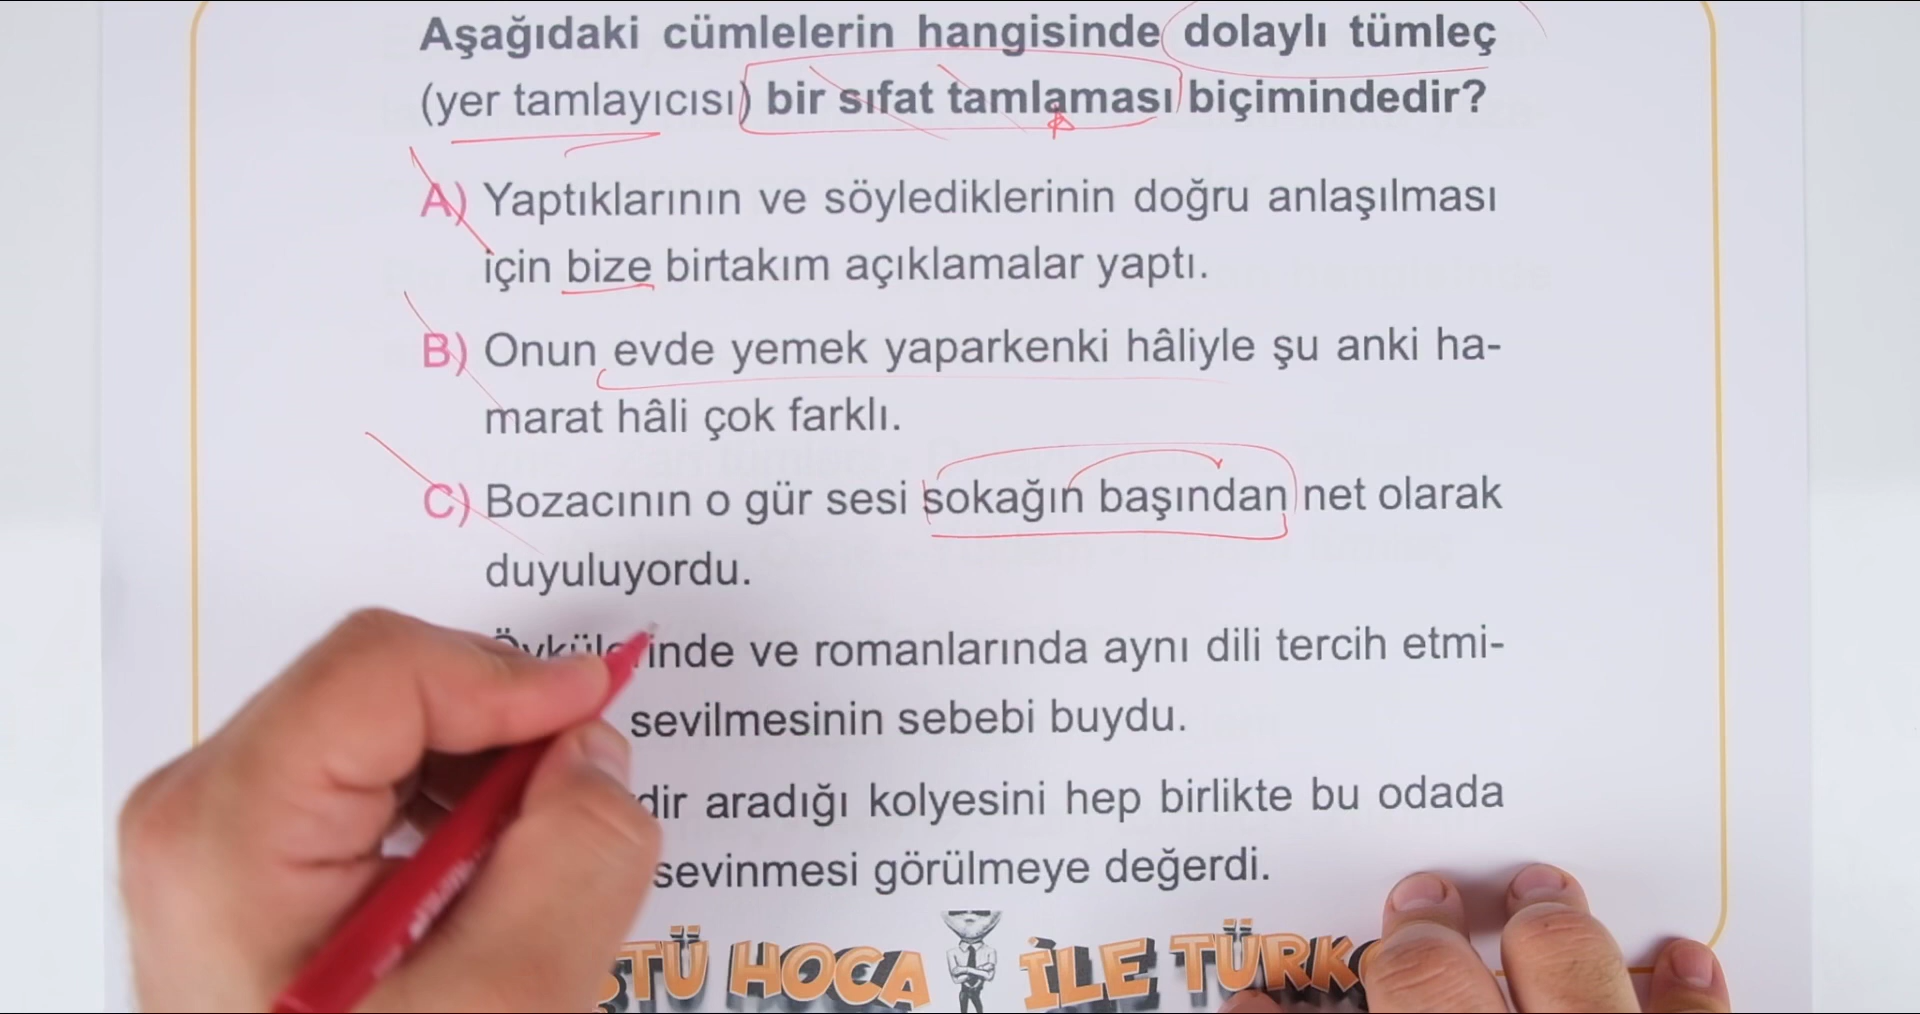 Aşağıdaki cümlelerin hangisinde dolaylı tümleç
(yer tamlayıcısı) bir sıfat tamlaması biçimindedir?
A) Yaptıklarının ve söylediklerinin doğru anlaşılması
için bize birtakım açıklamalar yaptı.
B) Onun evde yemek yaparkenki hâliyle şu anki ha-
marat hâli çok farklı.
C) Bozacının o gür sesi sokağın başından net olarak
duyuluyordu.
ve romanlarında aynı dili tercih etmi-
sevilmesinin sebebi buydu.
aradığı kolyesini hep birlikte bu odada
sevinmesi görülmeye değerdi.
HOCA İLE